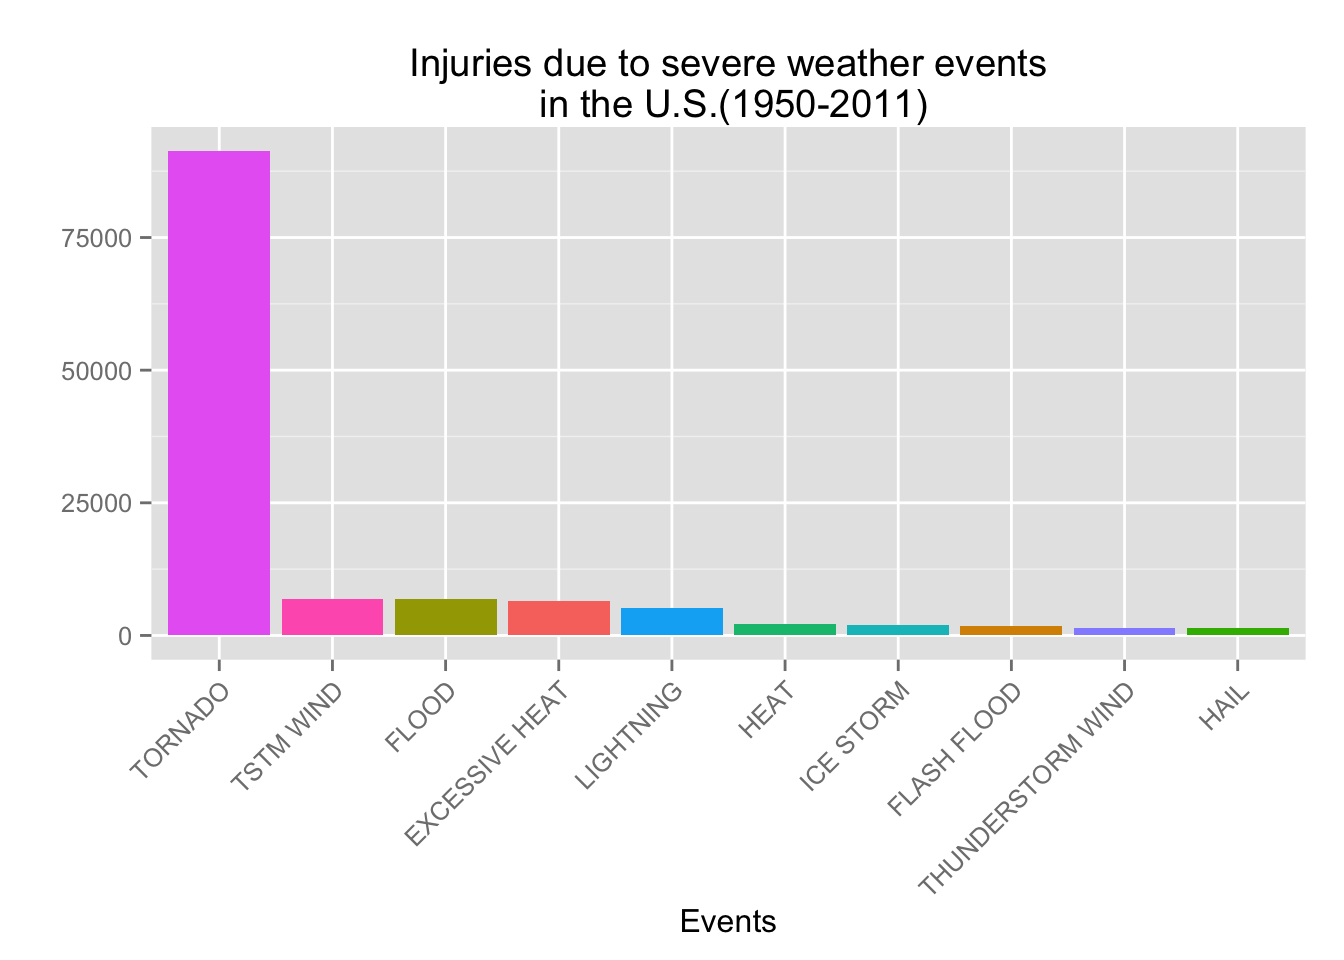 Injuries due to severe weather events
in the U.S.(1950-2011)
75000
50000
25000
0
TORNADO
TSTM WIND
FLOOD
EXCESSIVE HEAT
LIGHTNING
HEAT
ICE STORM
FLASH FLOOD
THUNDERSTORM WIND
HAIL
Events